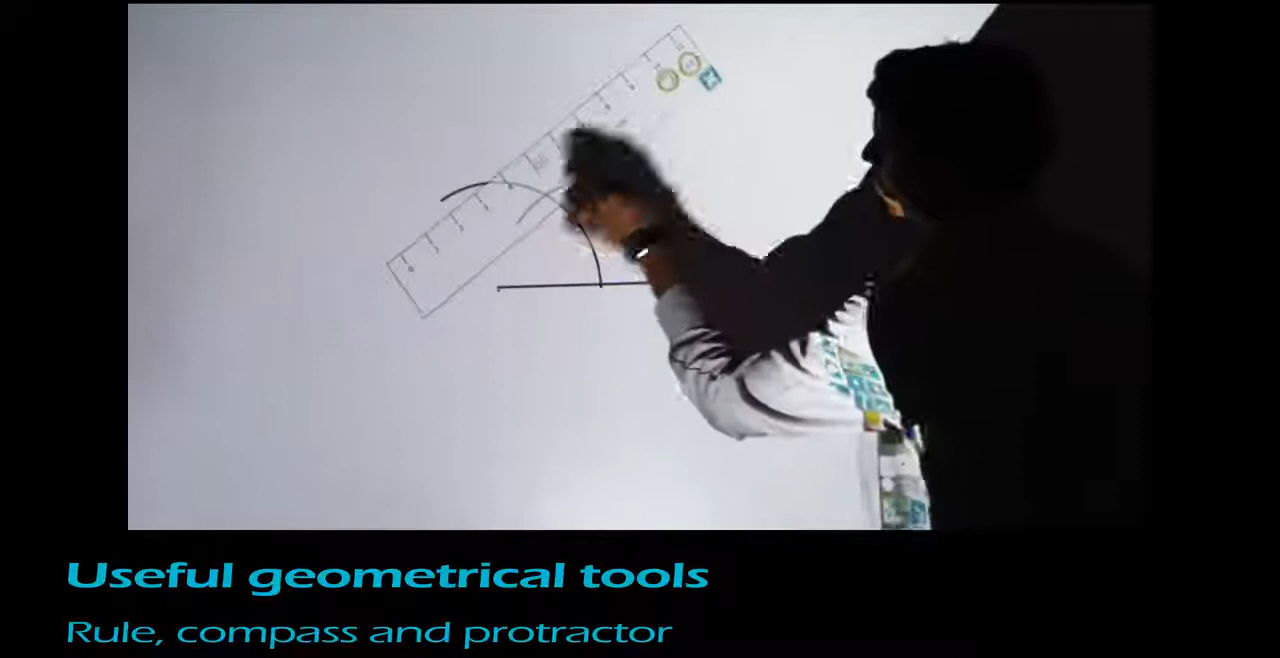 Useful geometrical tools
Rule, compass and protractor